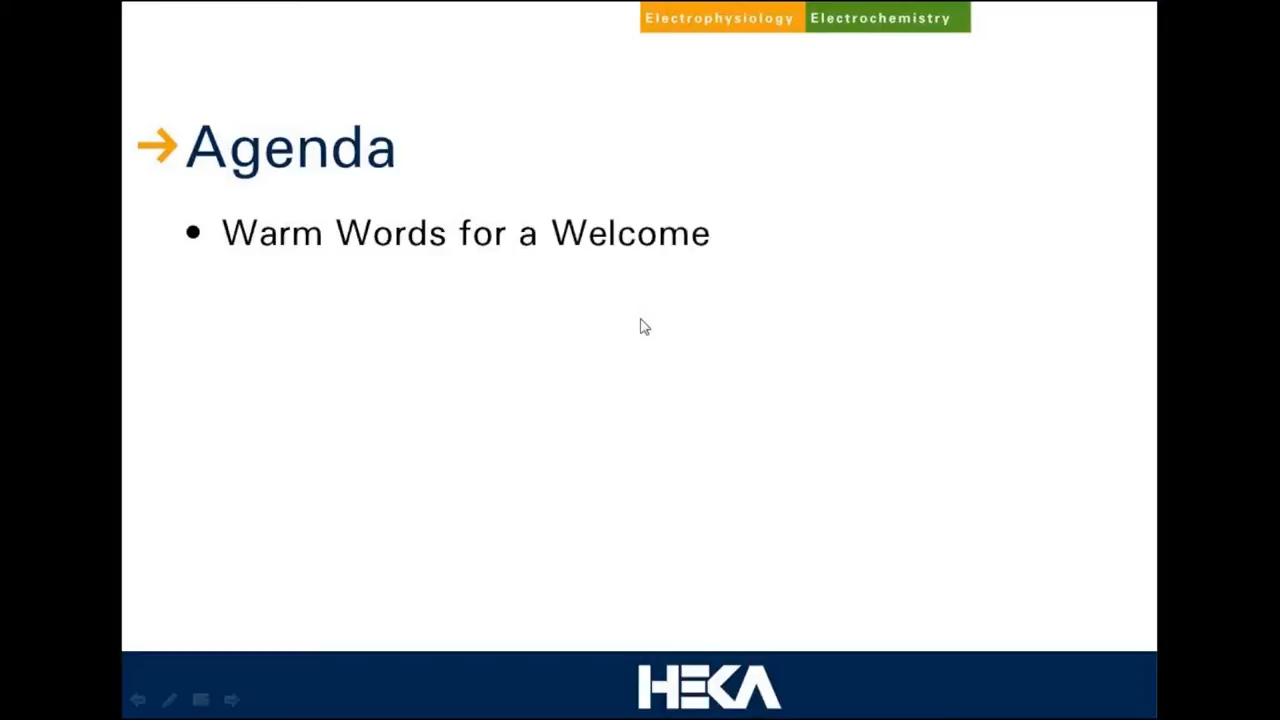 Electrophysiology Electrochemistry
→ Agenda
• Warm Words for a Welcome
HEKA